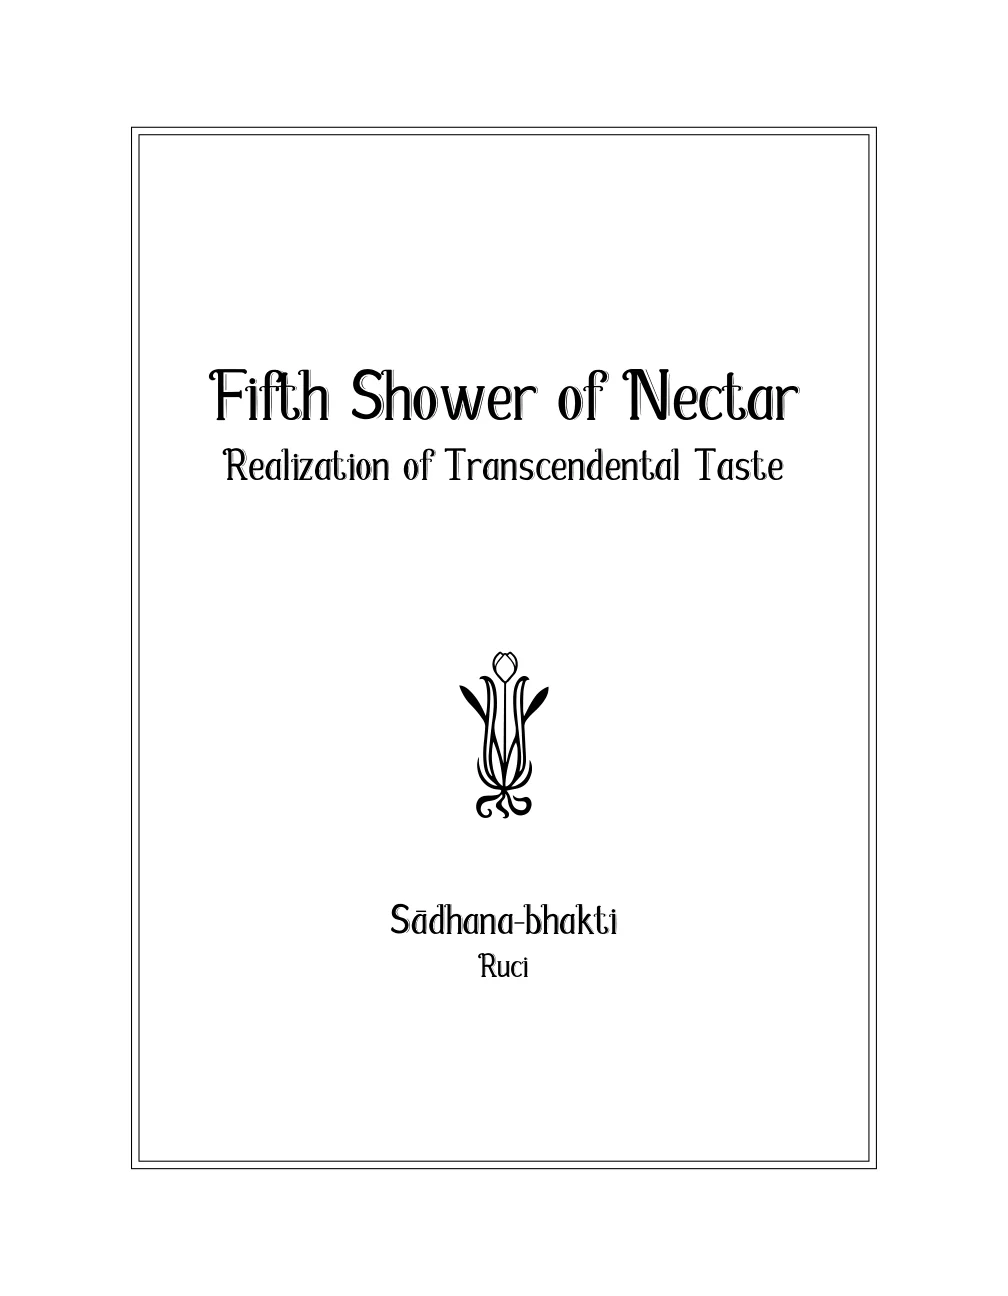 Fifth Shower of Nectar
Realization of Transcendental Taste
Sādhana-bhakti
Ruci